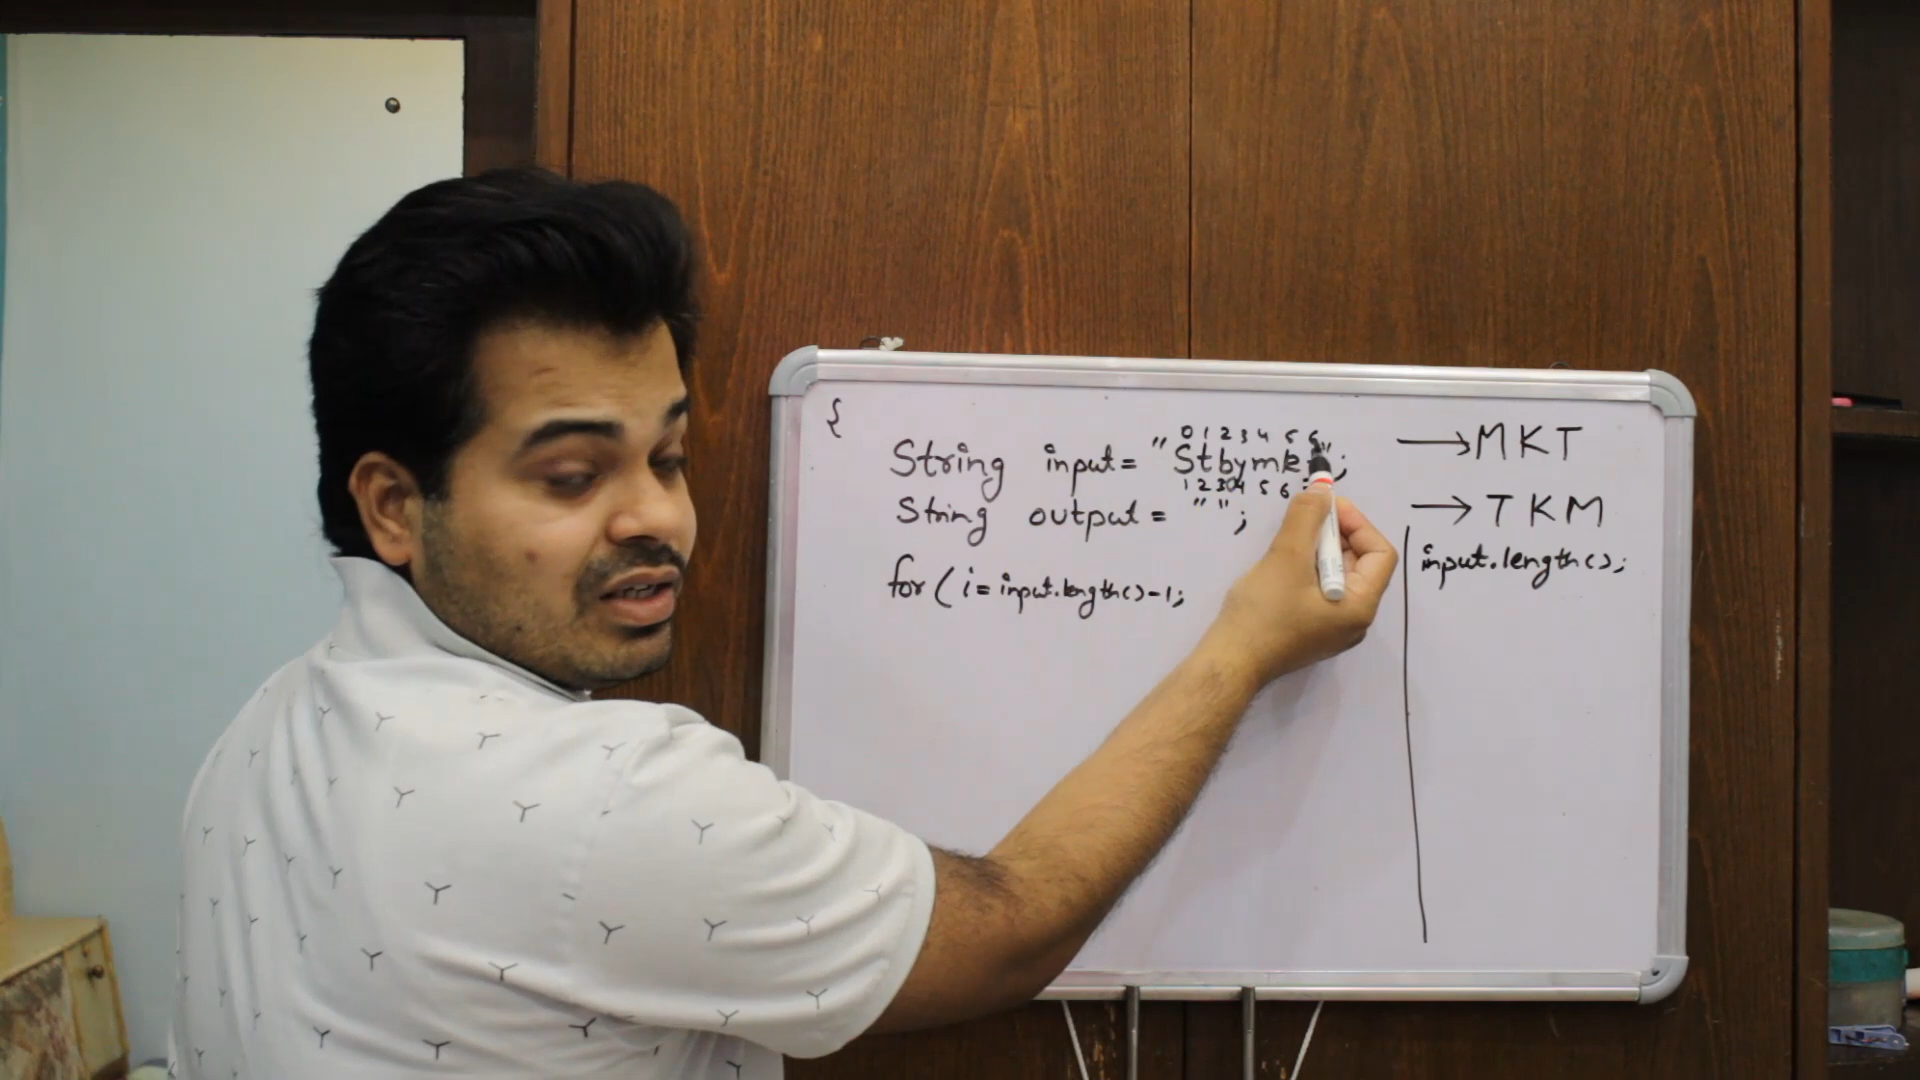 {
0 1 2 3 4 5 6
String input= "Stbymk ";
1 2 3 4 5 6
String output= " ";
for ( i= input.length()-1;
→ MKT
→ TKM
input.length();